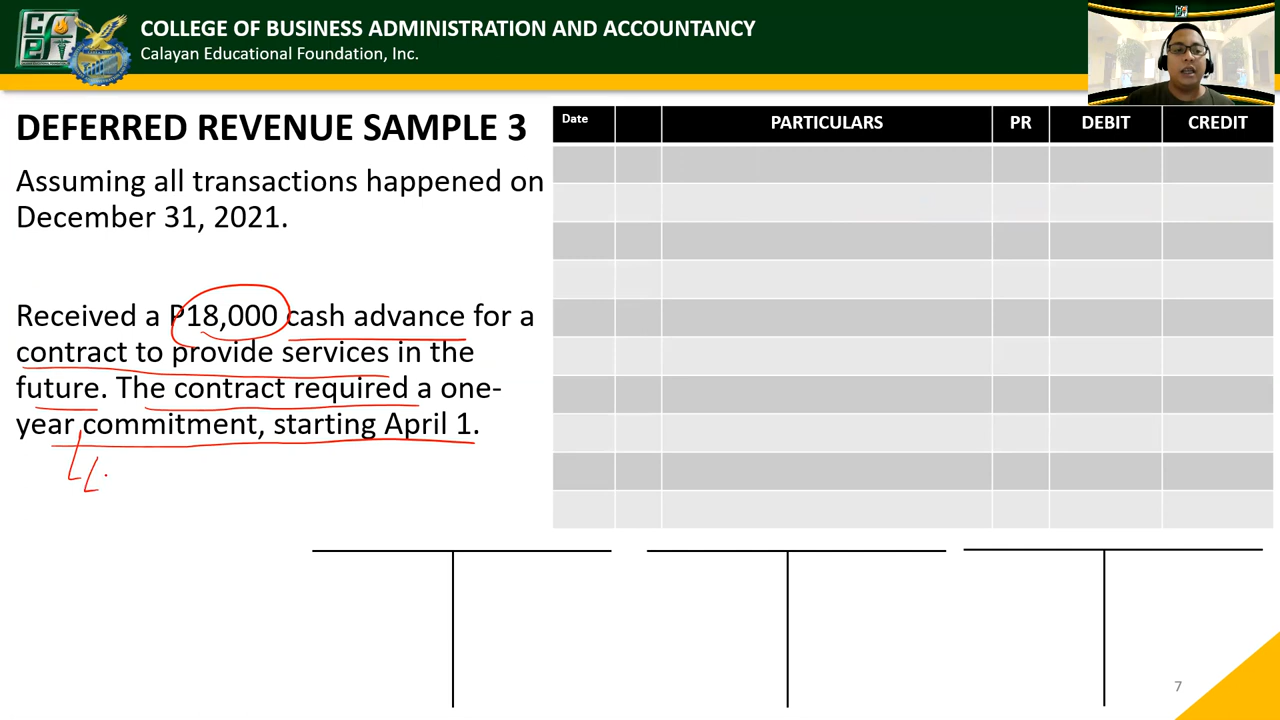 COLLEGE OF BUSINESS ADMINISTRATION AND ACCOUNTANCY
Calayan Educational Foundation, Inc.
DEFERRED REVENUE SAMPLE 3
Assuming all transactions happened on
December 31, 2021.
Received a P18,000 cash advance for a
contract to provide services in the
future. The contract required a one-
year commitment, starting April 1.
Date PARTICULARS PR DEBIT CREDIT
7